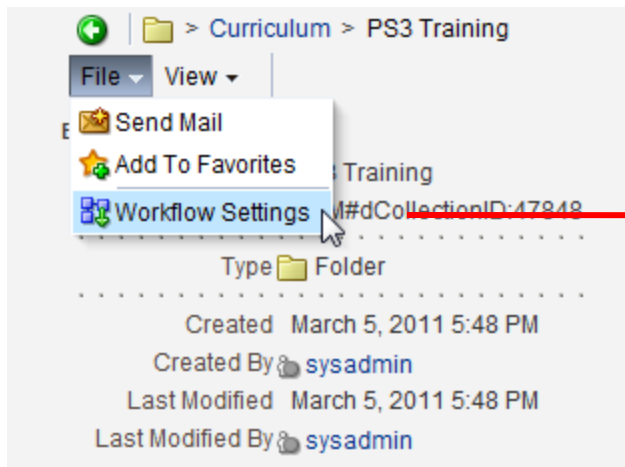 > Curriculum > PS3 Training
File View
Send Mail
Add To Favorites
Training
Workflow Settings #dCollectionID:47848
Type Folder
Created March 5, 2011 5:48 PM
Created By sysadmin
Last Modified March 5, 2011 5:48 PM
Last Modified By sysadmin